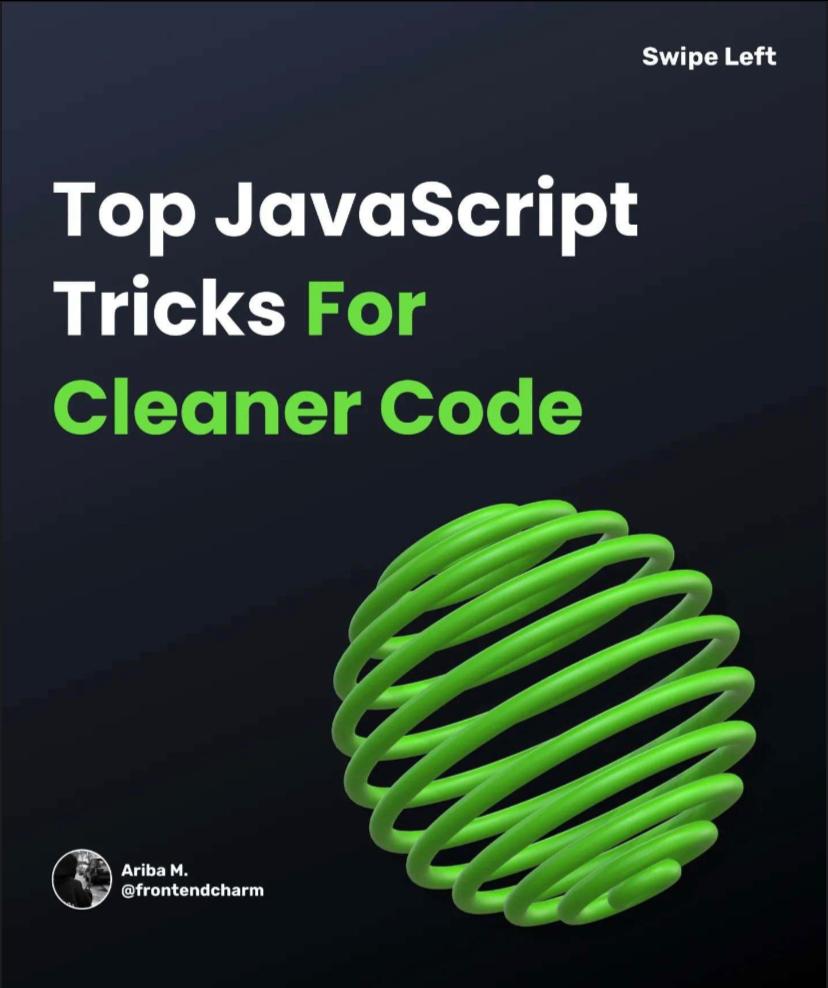 Swipe Left
Top JavaScript
Tricks For
Cleaner Code
Ariba M.
@frontendcharm